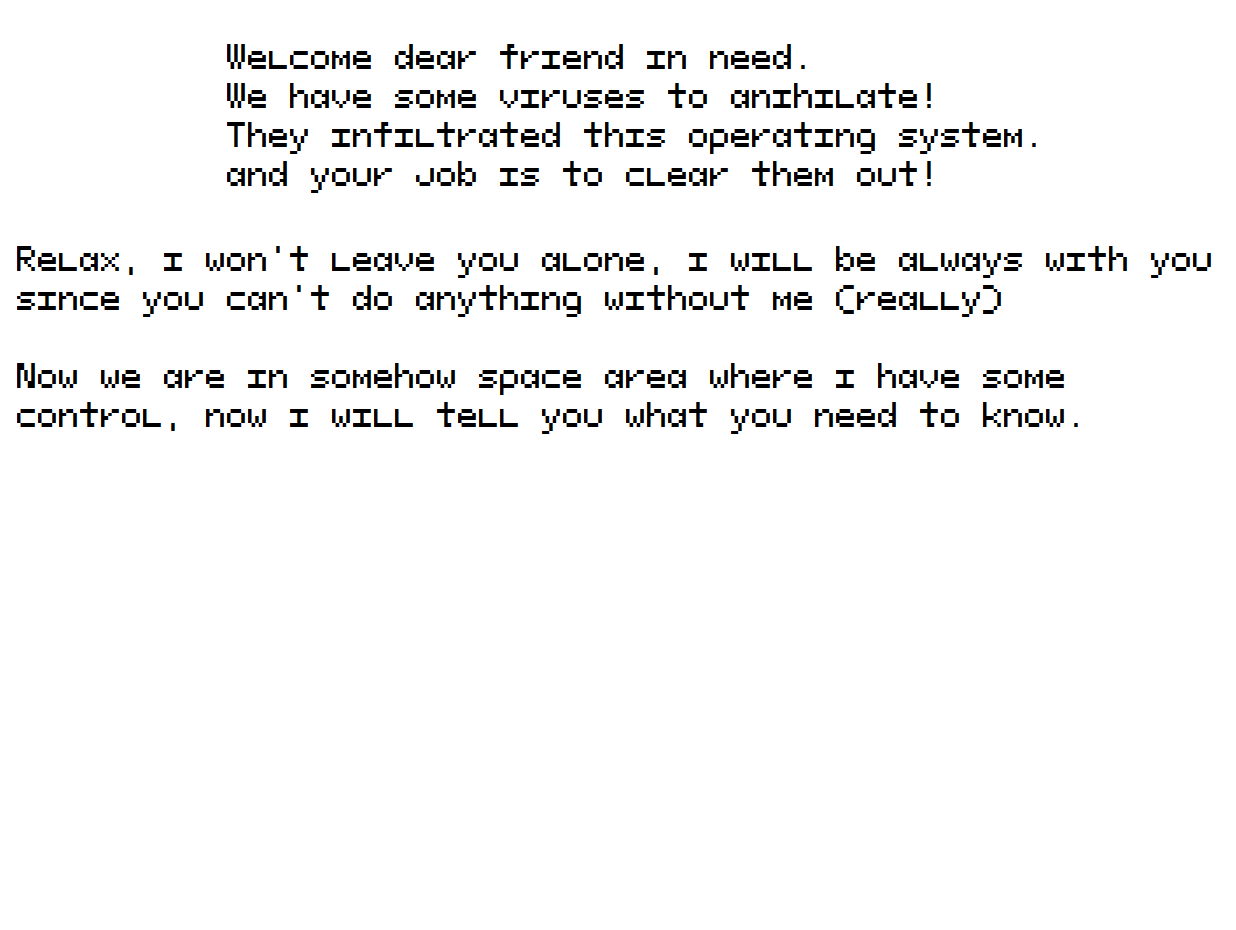 Welcome dear friend in need.
We have some viruses to anihilate!
They infiltrated this operating system.
and your job is to clear them out!
Relax, I won't leave you alone, I will be always with you
since you can't do anything without me (really)
Now we are in somehow space area where I have some
control, now I will tell you what you need to know.